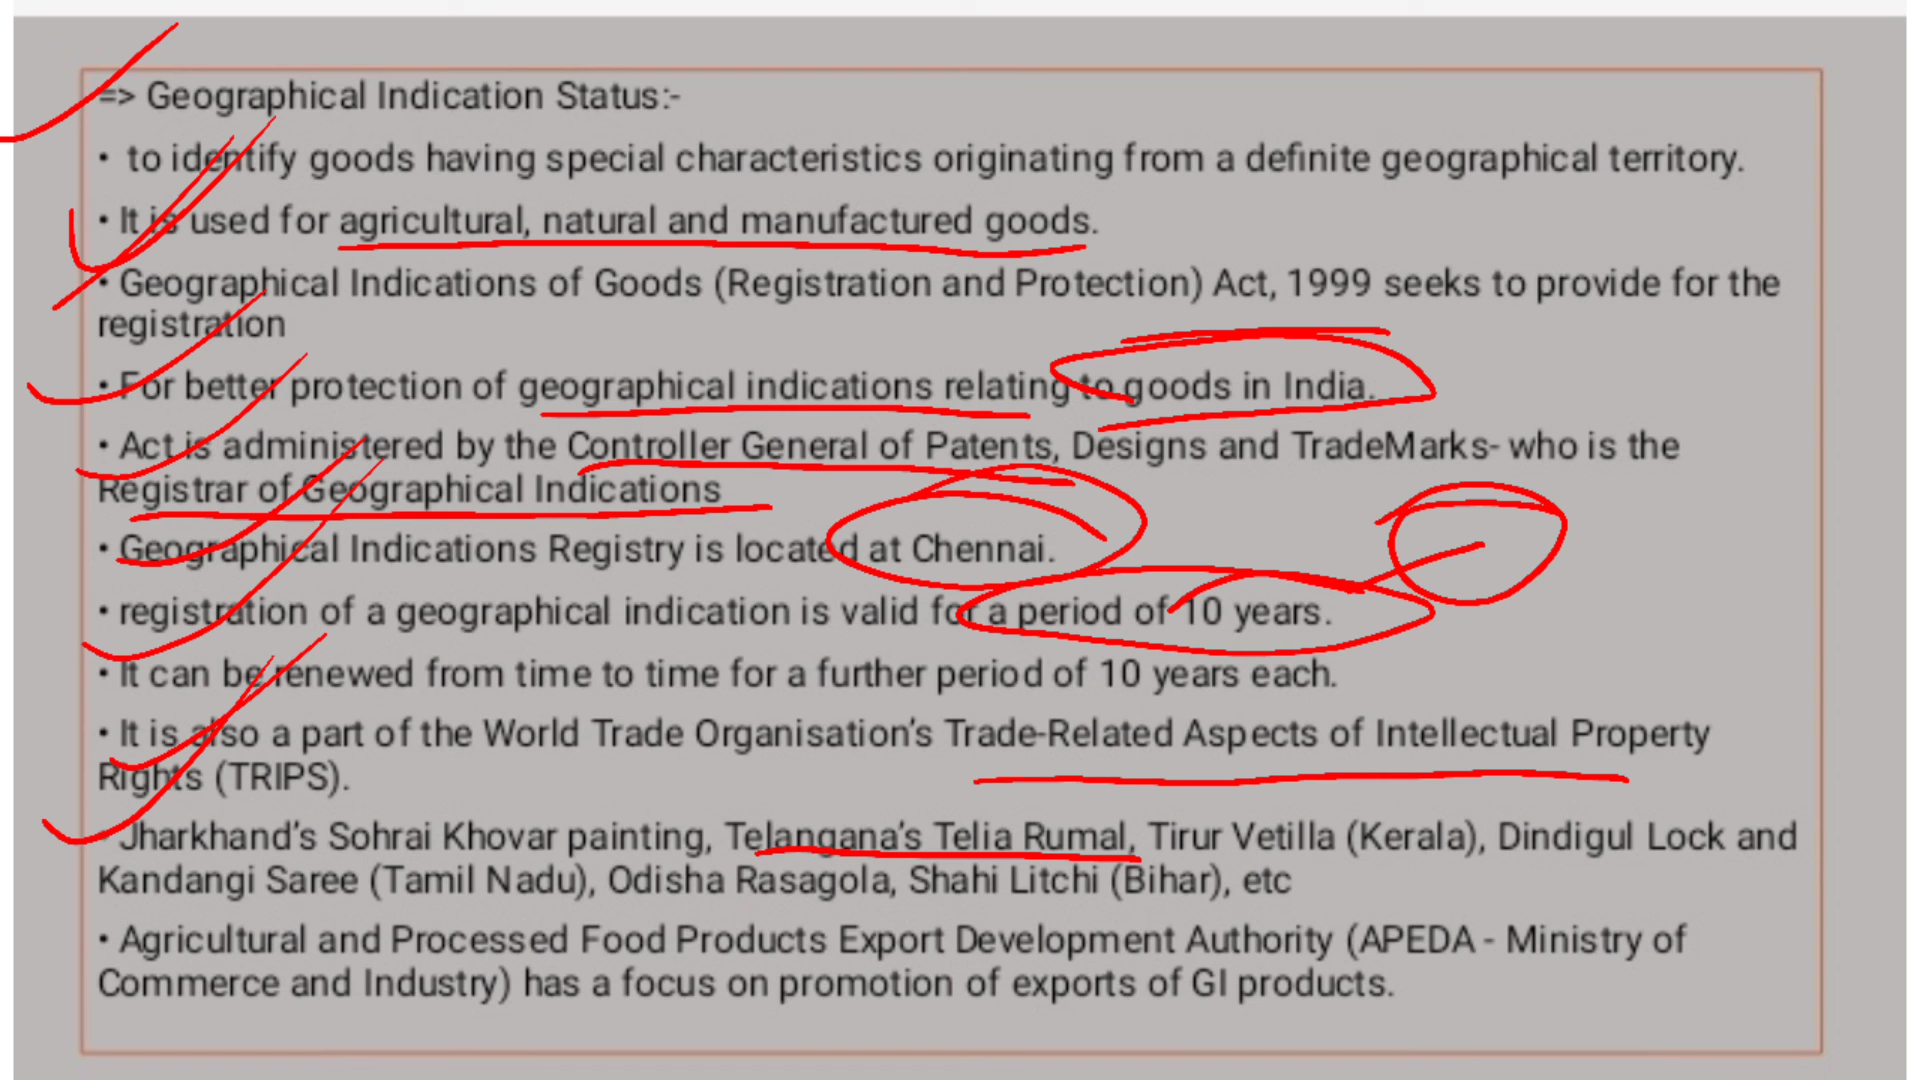 => Geographical Indication Status:-
• to identify goods having special characteristics originating from a definite geographical territory.
• It is used for agricultural, natural and manufactured goods.
• Geographical Indications of Goods (Registration and Protection) Act, 1999 seeks to provide for the
registration
• For better protection of geographical indications relating to goods in India.
• Act is administered by the Controller General of Patents, Designs and TradeMarks- who is the
Registrar of Geographical Indications
• Geographical Indications Registry is located at Chennai.
• registration of a geographical indication is valid for a period of 10 years.
• It can be renewed from time to time for a further period of 10 years each.
• It is also a part of the World Trade Organisation's Trade-Related Aspects of Intellectual Property
Rights (TRIPS).
• Jharkhand's Sohrai Khovar painting, Telangana's Telia Rumal, Tirur Vetilla (Kerala), Dindigul Lock and
Kandangi Saree (Tamil Nadu), Odisha Rasagola, Shahi Litchi (Bihar), etc
• Agricultural and Processed Food Products Export Development Authority (APEDA - Ministry of
Commerce and Industry) has a focus on promotion of exports of GI products.